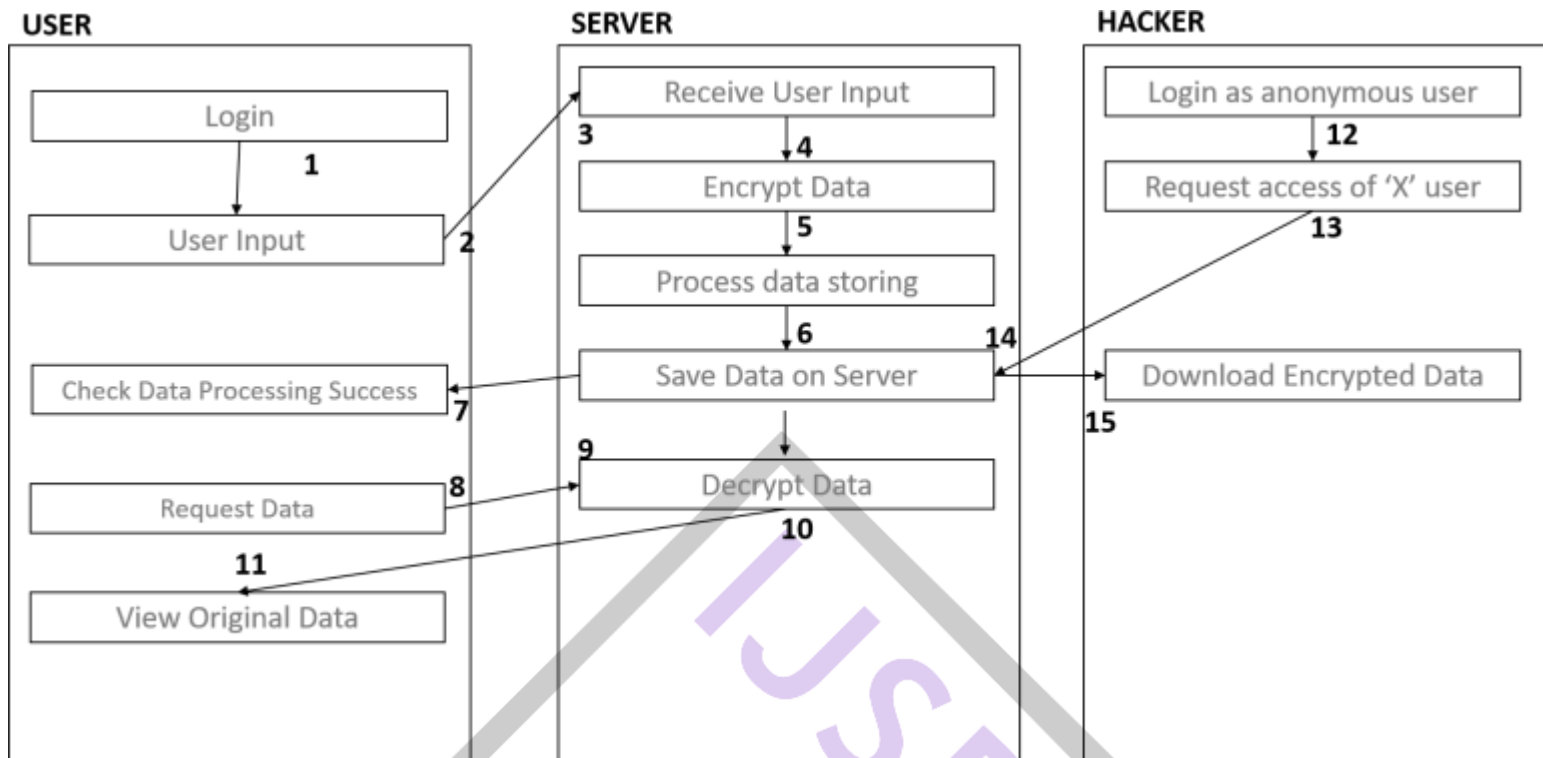 USER
Login
1
User Input
2
Check Data Processing Success
7
8
Request Data
11
View Original Data
SERVER
Receive User Input
3
4
Encrypt Data
5
Process data storing
6
14
Save Data on Server
9
Decrypt Data
10
HACKER
Login as anonymous user
12
Request access of ‘X’ user
13
Download Encrypted Data
15
IJS